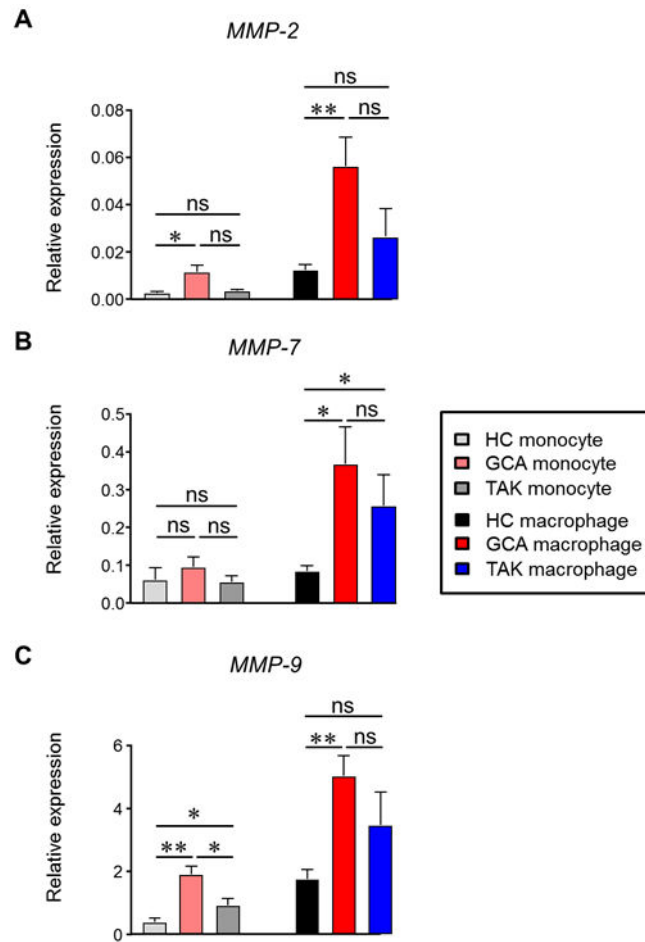 A
MMP-2
Relative expression
0.08
0.06
0.04
0.02
0.00
ns
* ns
ns
** ns
B
MMP-7
Relative expression
0.5
0.4
0.3
0.2
0.1
0.0
ns
ns ns
*
* ns
HC monocyte
GCA monocyte
TAK monocyte
HC macrophage
GCA macrophage
TAK macrophage
C
MMP-9
Relative expression
6
4
2
0
*
** *
ns
** ns